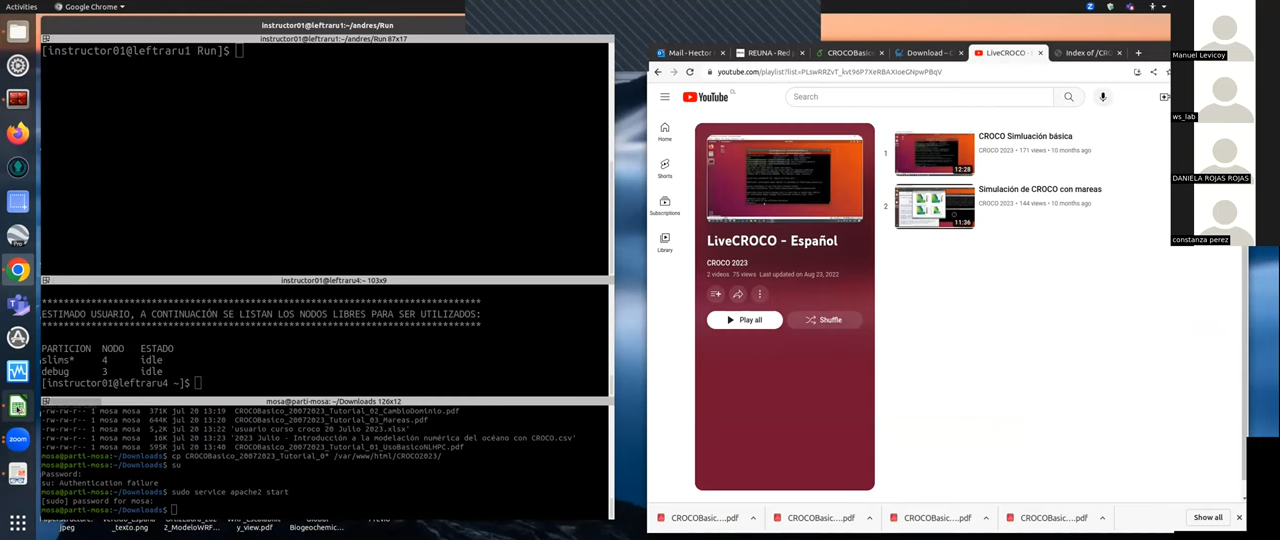 Activities
Google Chrome
instructor01@leftraru1:~/andres/Run
instructor01@leftraru1:~/andres/Run 87x17
[instructor01@leftraru1 Run]$
instructor01@leftraru4:~ 103x9
ESTIMADO USUARIO, A CONTINUACIÓN SE LISTAN LOS NODOS LIBRES PARA SER UTILIZADOS:
PARTICION NODO ESTADO
slims* 4 idle
debug 3 idle
[instructor01@leftraru4 ~]$
mosa@parti-mosa: ~/Downloads 126x12
-rw-rw-r-- 1 mosa mosa 371K jul 20 13:19 CROCOBasico_20072023_Tutorial_02_CambioDominio.pdf
-rw-rw-r-- 1 mosa mosa 644K jul 20 13:20 CROCOBasico_20072023_Tutorial_03_Mareas.pdf
-rw-rw-r-- 1 mosa mosa 5,2K jul 20 13:22 'usuario curso croco 20 Julio 2023.xlsx'
-rw-rw-r-- 1 mosa mosa 16K jul 20 13:23 '2023 Julio - Introducción a la modelación numérica del océano con CROCO.csv'
-rw-rw-r-- 1 mosa mosa 595K jul 20 13:40 CROCOBasico_20072023_Tutorial_01_UsoBasicoNLHPC.pdf
mosa@parti-mosa:~/Downloads$ cp CROCOBasico_20072023_Tutorial_0* /var/www/html/CROCO2023/
mosa@parti-mosa:~/Downloads$ su
Password:
su: Authentication failure
mosa@parti-mosa:~/Downloads$ sudo service apache2 start
[sudo] password for mosa:
mosa@parti-mosa:~/Downloads$
jpeg
_texto.png
2_ModeloWRF...
y_view.pdf
Biogeochemic...
Pro
zoom
Mail - Hector
REUNA - Red
CROCOBasic
Download –
LiveCROCO -
Index of /CRO
youtube.com/playlist?list=PLswRRZvT_kvt96P7XeRBAXIoeGNpwPBqV
YouTube CL
Search
Home
Shorts
Subscriptions
Library
LiveCROCO - Español
CROCO 2023
2 videos 75 views Last updated on Aug 23, 2022
Play all
Shuffle
1
12:28
CROCO Simluación básica
CROCO 2023 • 171 views • 10 months ago
2
11:36
Simulación de CROCO con mareas
CROCO 2023 • 144 views • 10 months ago
CROCOBasic....pdf
CROCOBasic....pdf
CROCOBasic....pdf
CROCOBasic....pdf
Show all
Manuel Levicoy
ws_lab
DANIELA ROJAS ROJAS
constanza perez